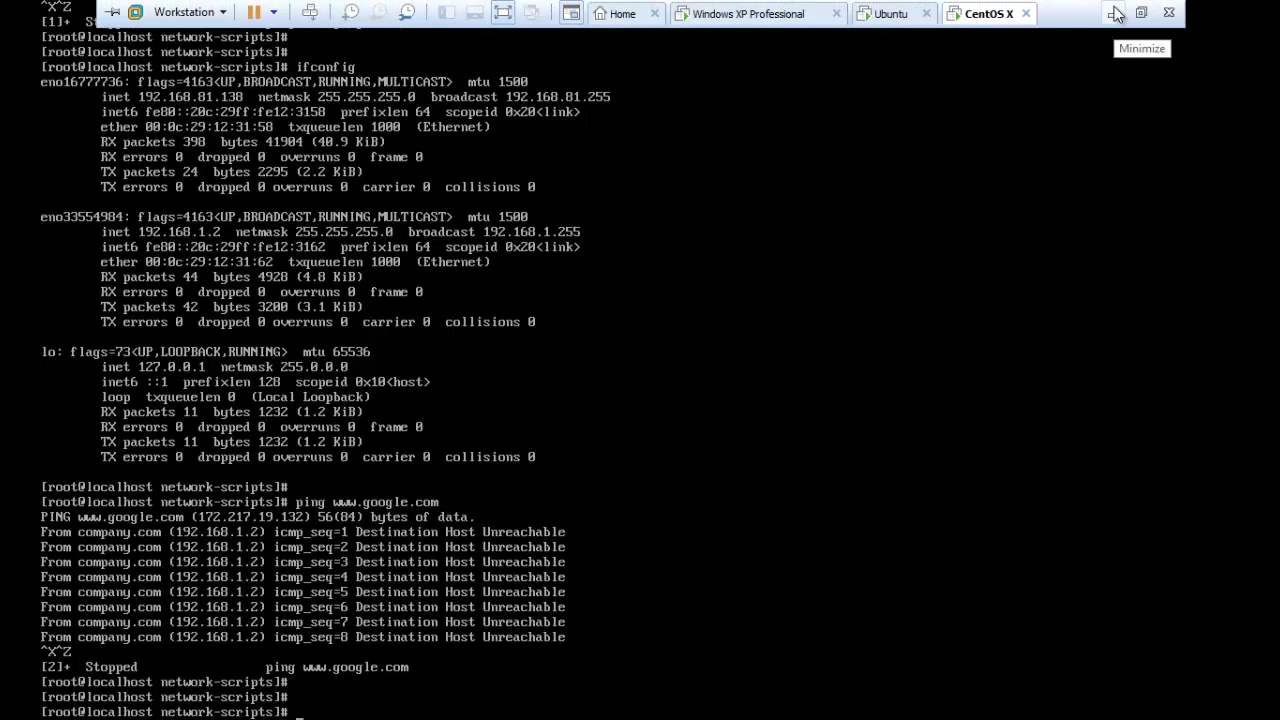 Workstation Home Windows XP Professional Ubuntu CentOS X
^X^Z
[root@localhost network-scripts]#
Minimize
[root@localhost network-scripts]#
[root@localhost network-scripts]# ifconfig
eno16777736: flags=4163<UP,BROADCAST,RUNNING,MULTICAST> mtu 1500
inet 192.168.81.138 netmask 255.255.255.0 broadcast 192.168.81.255
inet6 fe80::20c:29ff:fe12:3158 prefixlen 64 scopeid 0x20<link>
ether 00:0c:29:12:31:58 txqueuelen 1000 (Ethernet)
RX packets 398 bytes 41904 (40.9 KiB)
RX errors 0 dropped 0 overruns 0 frame 0
TX packets 24 bytes 2295 (2.2 KiB)
TX errors 0 dropped 0 overruns 0 carrier 0 collisions 0
eno33554984: flags=4163<UP,BROADCAST,RUNNING,MULTICAST> mtu 1500
inet 192.168.1.2 netmask 255.255.255.0 broadcast 192.168.1.255
inet6 fe80::20c:29ff:fe12:3162 prefixlen 64 scopeid 0x20<link>
ether 00:0c:29:12:31:62 txqueuelen 1000 (Ethernet)
RX packets 44 bytes 4928 (4.8 KiB)
RX errors 0 dropped 0 overruns 0 frame 0
TX packets 42 bytes 3200 (3.1 KiB)
TX errors 0 dropped 0 overruns 0 carrier 0 collisions 0
lo: flags=73<UP,LOOPBACK,RUNNING> mtu 65536
inet 127.0.0.1 netmask 255.0.0.0
inet6 ::1 prefixlen 128 scopeid 0x10<host>
loop txqueuelen 0 (Local Loopback)
RX packets 11 bytes 1232 (1.2 KiB)
RX errors 0 dropped 0 overruns 0 frame 0
TX packets 11 bytes 1232 (1.2 KiB)
TX errors 0 dropped 0 overruns 0 carrier 0 collisions 0
[root@localhost network-scripts]#
[root@localhost network-scripts]# ping www.google.com
PING www.google.com (172.217.19.132) 56(84) bytes of data.
From company.com (192.168.1.2) icmp_seq=1 Destination Host Unreachable
From company.com (192.168.1.2) icmp_seq=2 Destination Host Unreachable
From company.com (192.168.1.2) icmp_seq=3 Destination Host Unreachable
From company.com (192.168.1.2) icmp_seq=4 Destination Host Unreachable
From company.com (192.168.1.2) icmp_seq=5 Destination Host Unreachable
From company.com (192.168.1.2) icmp_seq=6 Destination Host Unreachable
From company.com (192.168.1.2) icmp_seq=7 Destination Host Unreachable
From company.com (192.168.1.2) icmp_seq=8 Destination Host Unreachable
^X^Z
[2]+ Stopped ping www.google.com
[root@localhost network-scripts]#
[root@localhost network-scripts]#
[root@localhost network-scripts]#